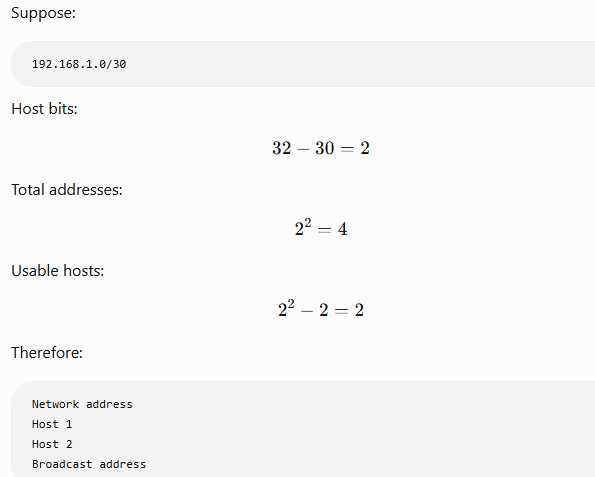 Suppose:
192.168.1.0/30
Host bits:
32 − 30 = 2
Total addresses:
2² = 4
Usable hosts:
2² − 2 = 2
Therefore:
Network address
Host 1
Host 2
Broadcast address